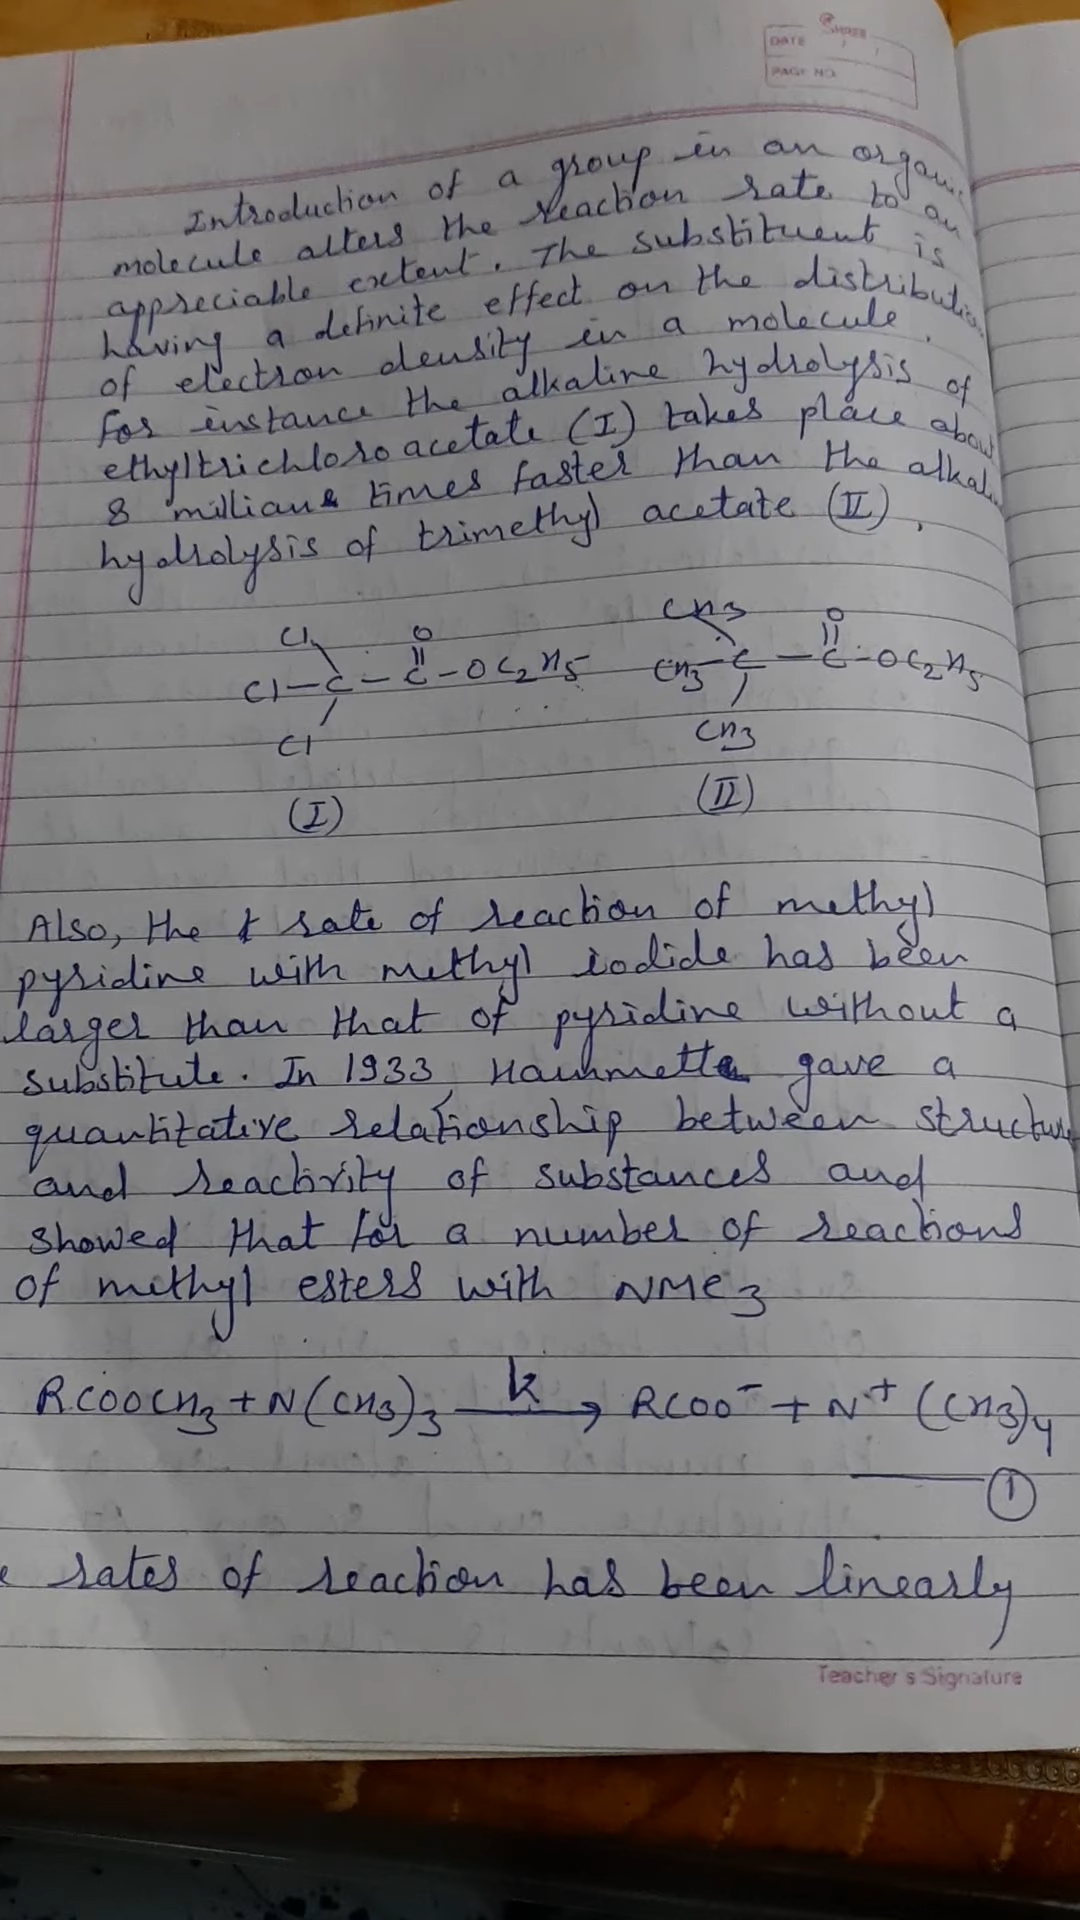 SHREE
DATE
PAGE NO.
Introduction of a group in an organic
molecule alters the reaction rate to an
appreciable extent. The substituent is
having a definite effect on the distribution
of electron density in a molecule.
For instance the alkaline hydrolysis of
ethyltrichloro acetate (I) takes place about
8 millions times faster than the alkali
hydrolysis of trimethyl acetate (II).
Cl O CH3 O
Cl-C-C-OC2H5 CH3-C-C-OC2H5
Cl CH3
(I) (II)
Also, the rate of reaction of methyl
pyridine with methyl iodide has been
larger than that of pyridine without a
substitute. In 1933, Hammett gave a
quantitative relationship between structure
and reactivity of substances and
showed that for a number of reactions
of methyl esters with NMe3
RCOOCH3 + N(CH3)3 k→ RCOO⁻ + N⁺(CH3)4
①
rates of reaction has been linearly
Teacher's Signature